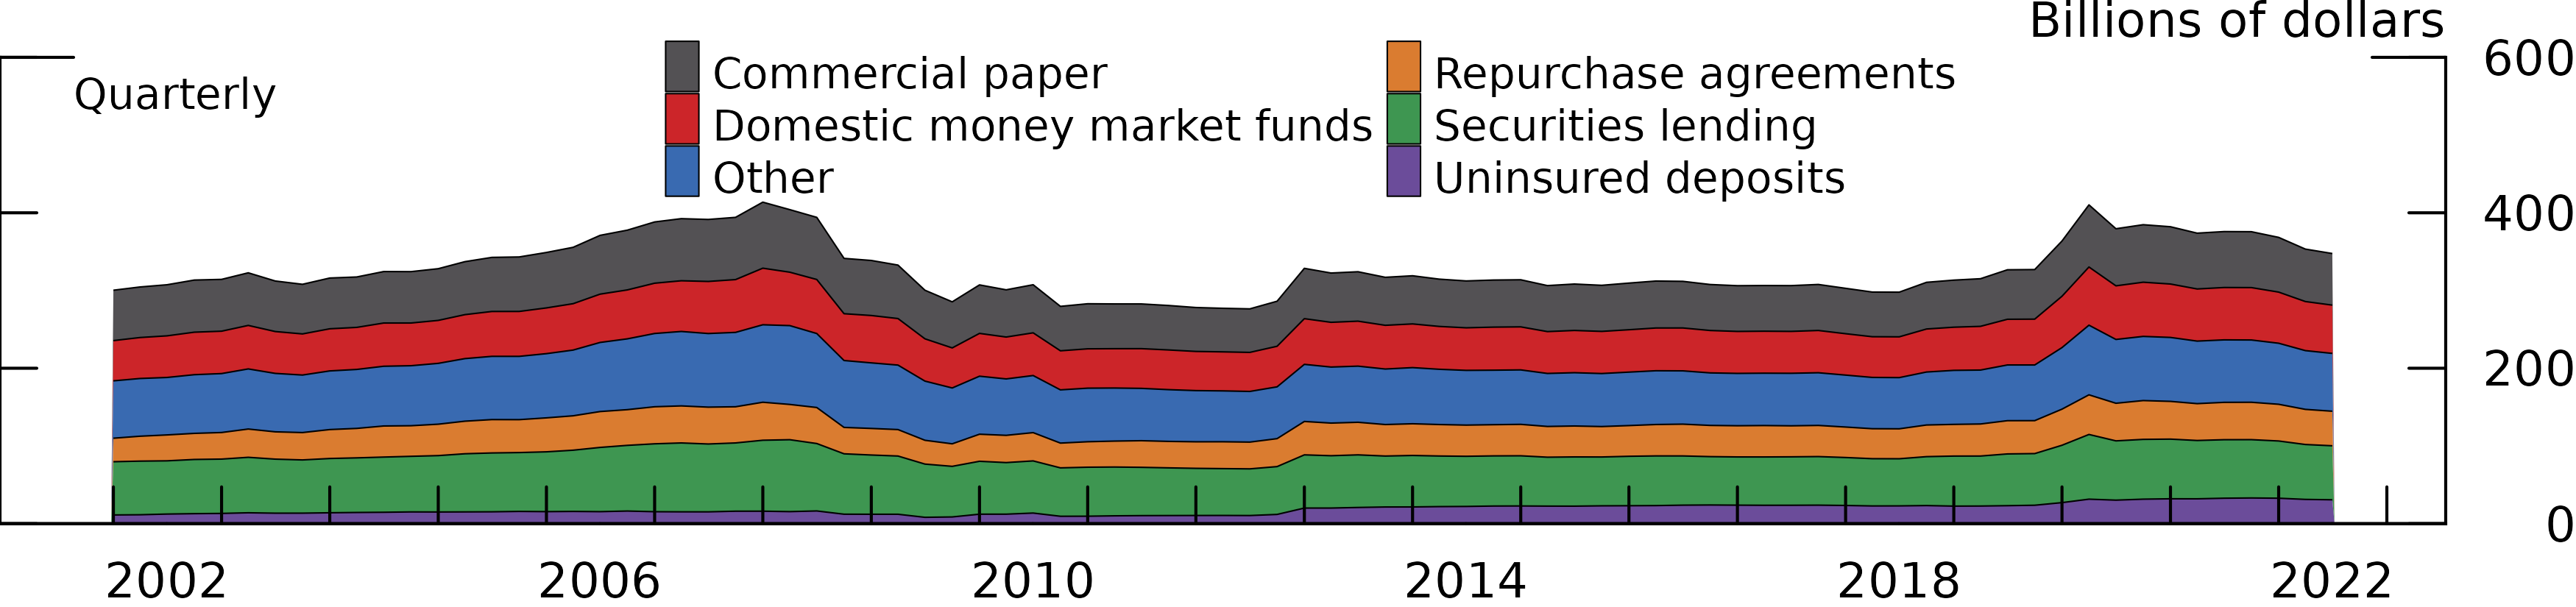 Billions of dollars
Quarterly
Commercial paper
Domestic money market funds
Other
Repurchase agreements
Securities lending
Uninsured deposits
600
400
200
0
2002 2006 2010 2014 2018 2022